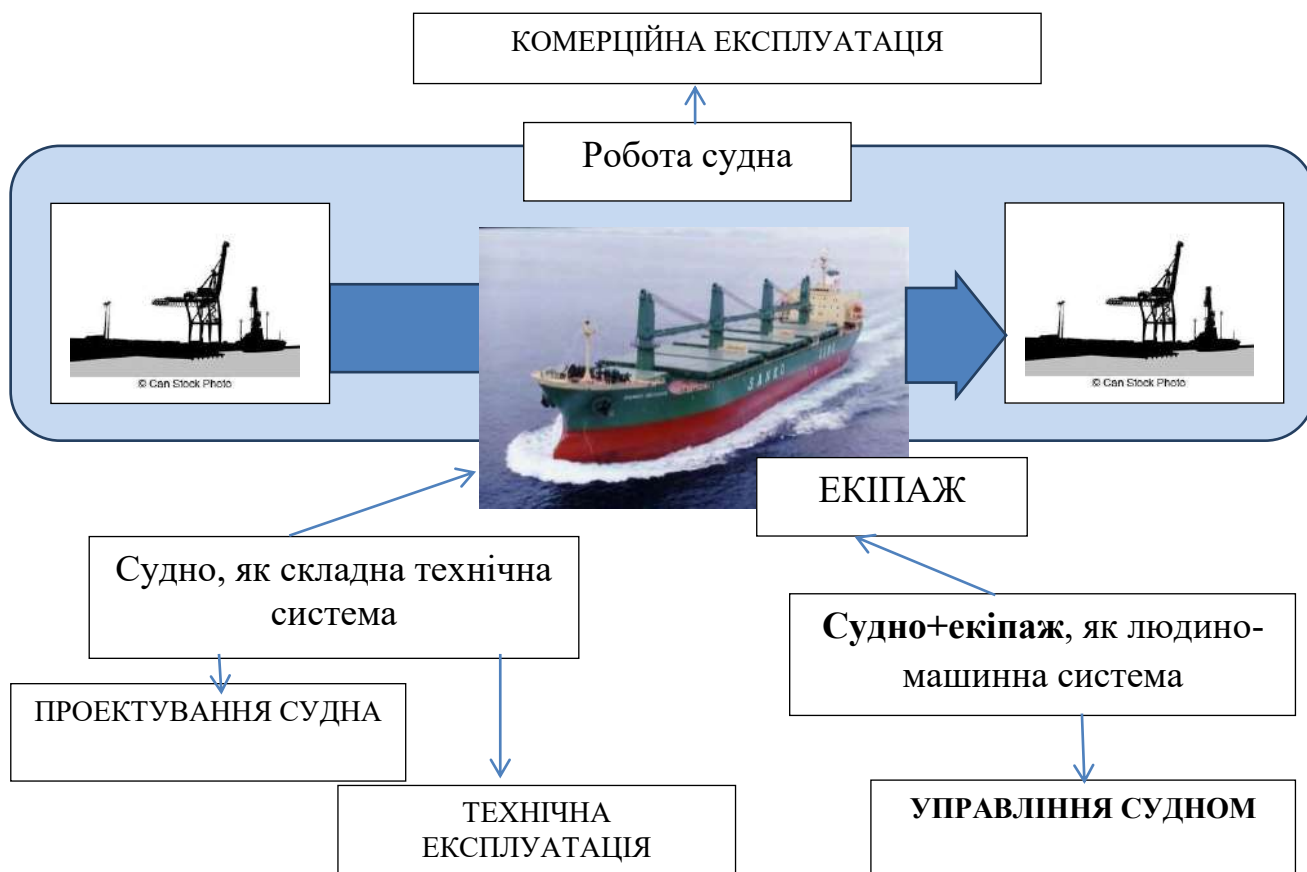 КОМЕРЦІЙНА ЕКСПЛУАТАЦІЯ
Робота судна
© Can Stock Photo
SANKO
© Can Stock Photo
ЕКІПАЖ
Судно, як складна технічна
система
Судно+екіпаж, як людино-
машинна система
ПРОЕКТУВАННЯ СУДНА
ТЕХНІЧНА
ЕКСПЛУАТАЦІЯ
УПРАВЛІННЯ СУДНОМ